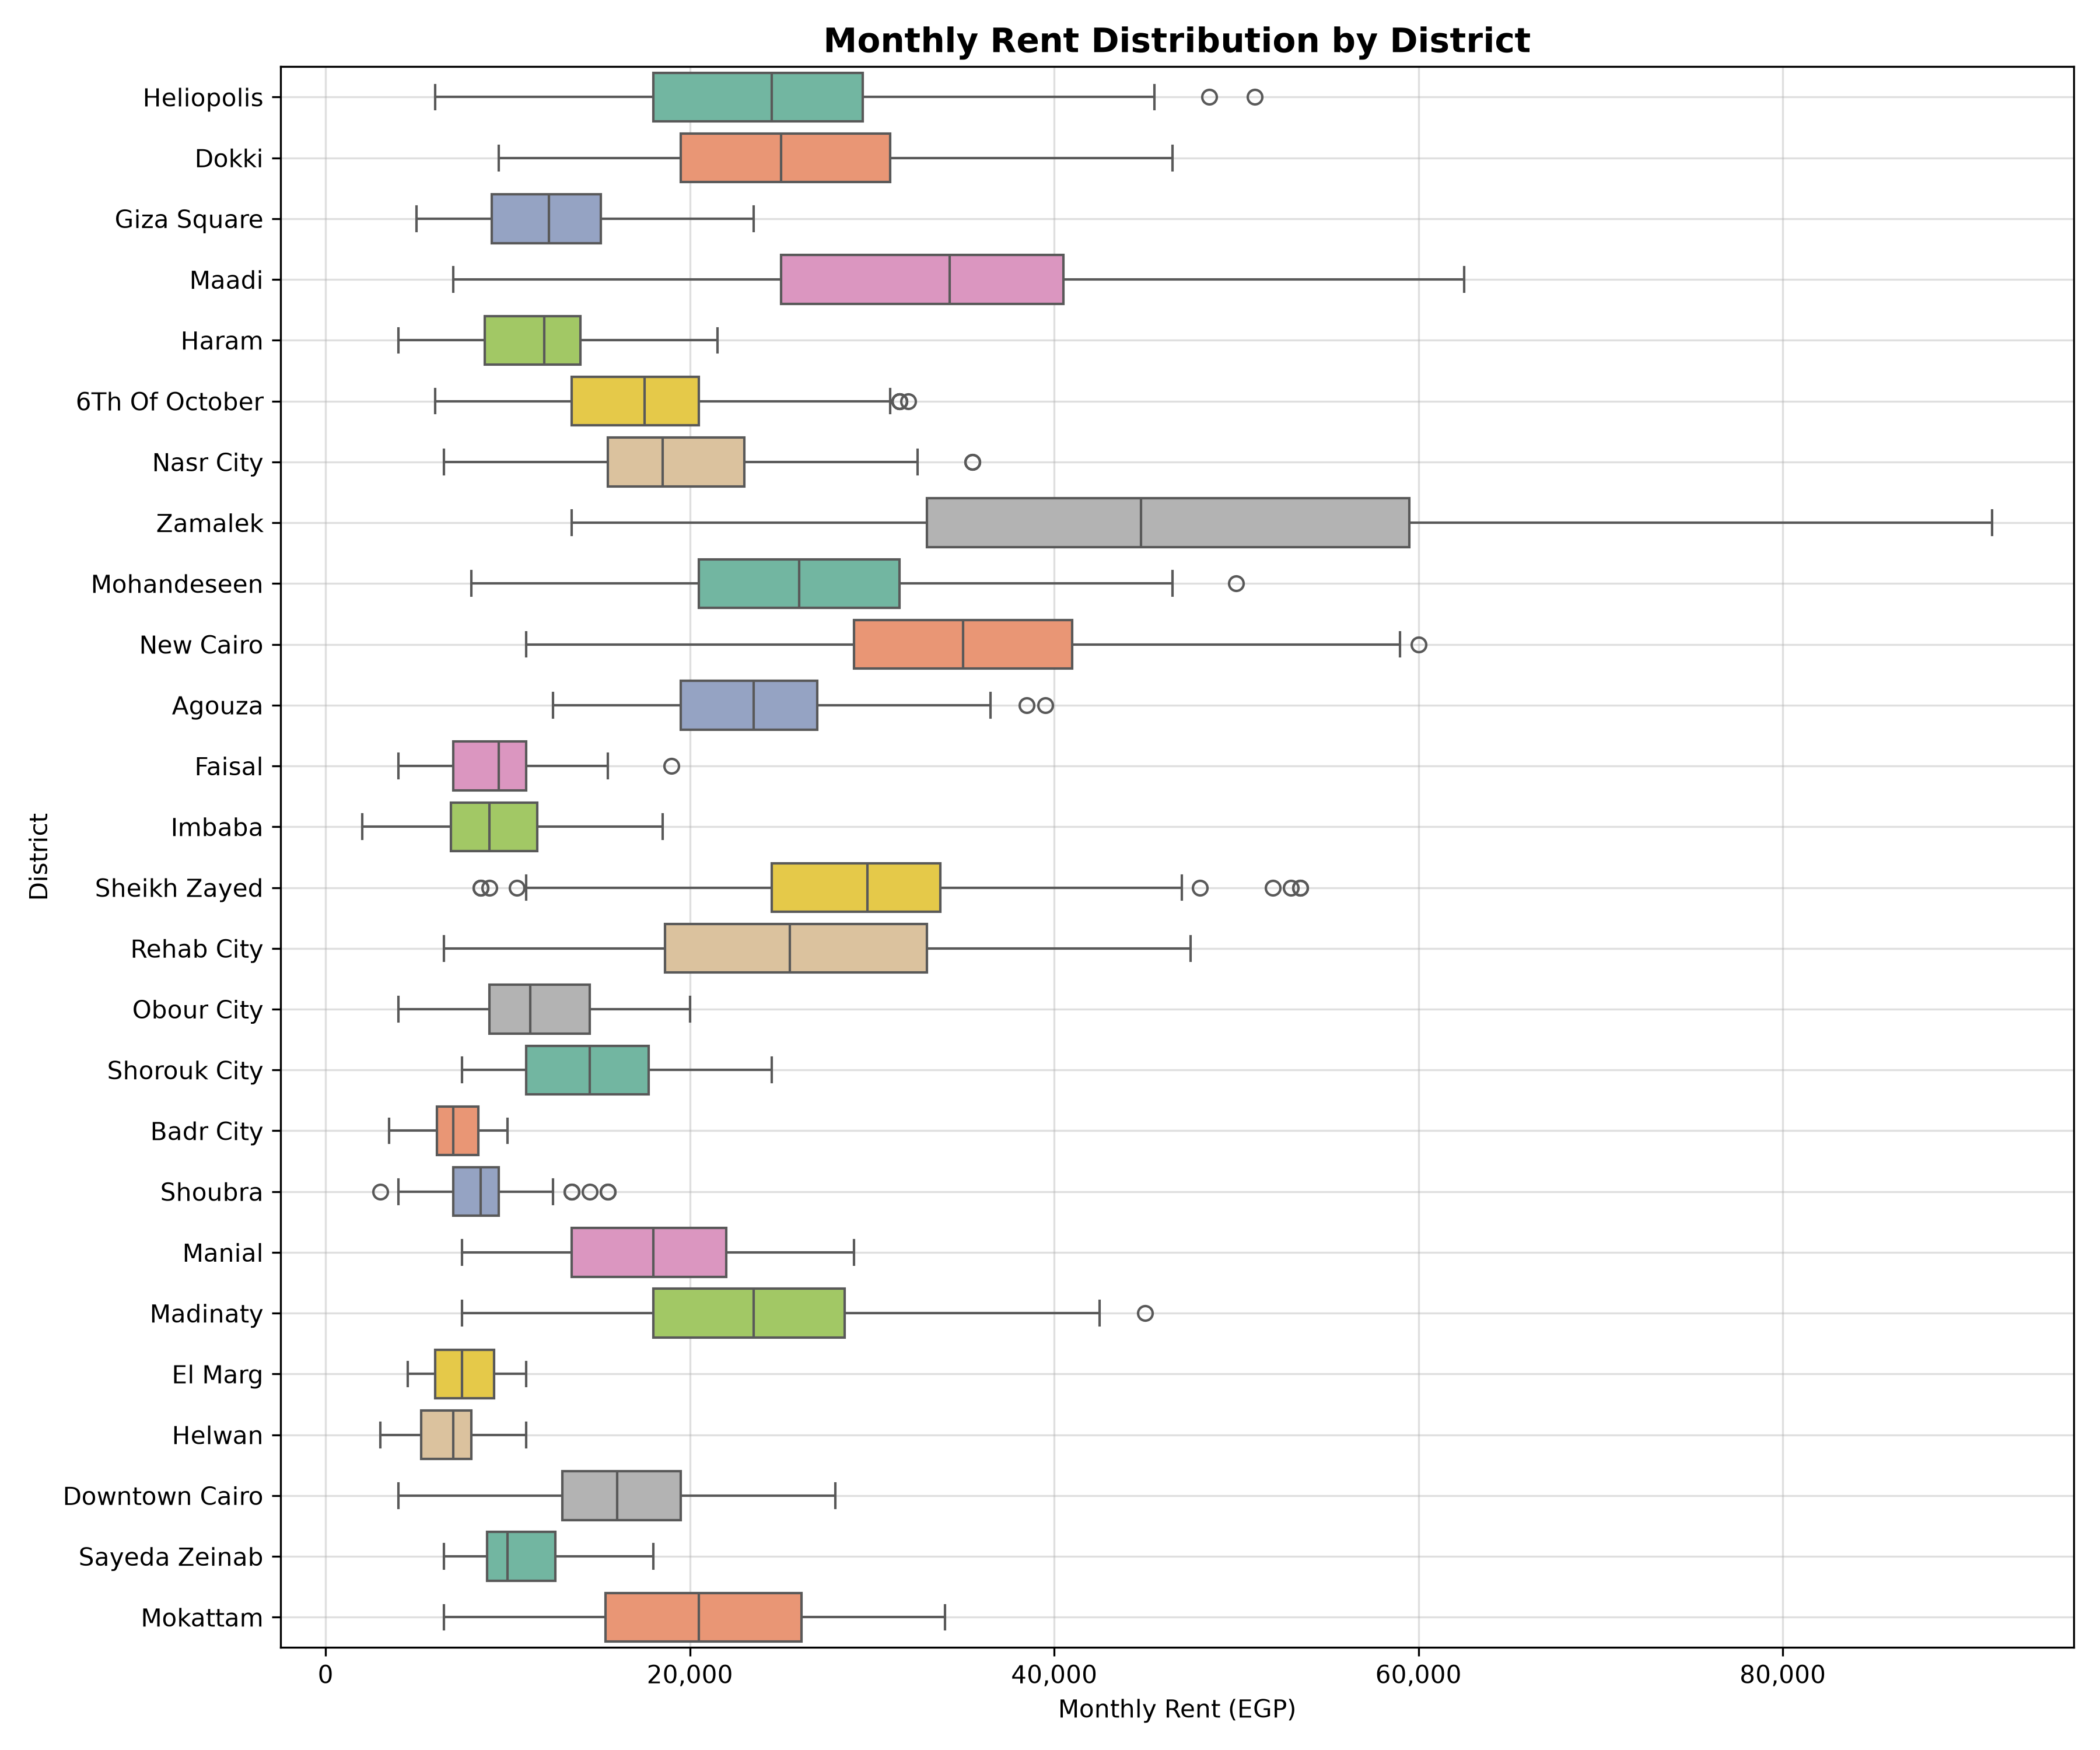 Monthly Rent Distribution by District
District
Heliopolis
Dokki
Giza Square
Maadi
Haram
6Th Of October
Nasr City
Zamalek
Mohandeseen
New Cairo
Agouza
Faisal
Imbaba
Sheikh Zayed
Rehab City
Obour City
Shorouk City
Badr City
Shoubra
Manial
Madinaty
El Marg
Helwan
Downtown Cairo
Sayeda Zeinab
Mokattam
0 20,000 40,000 60,000 80,000
Monthly Rent (EGP)